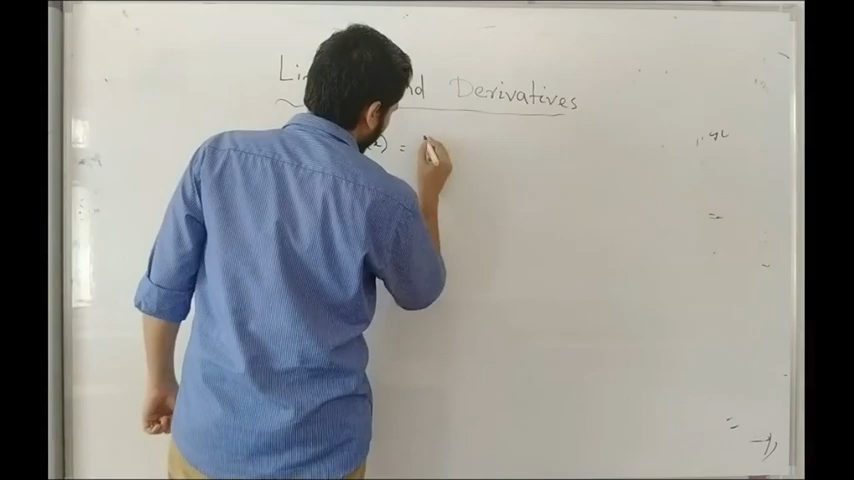 Li nd Derivatives
(x) =